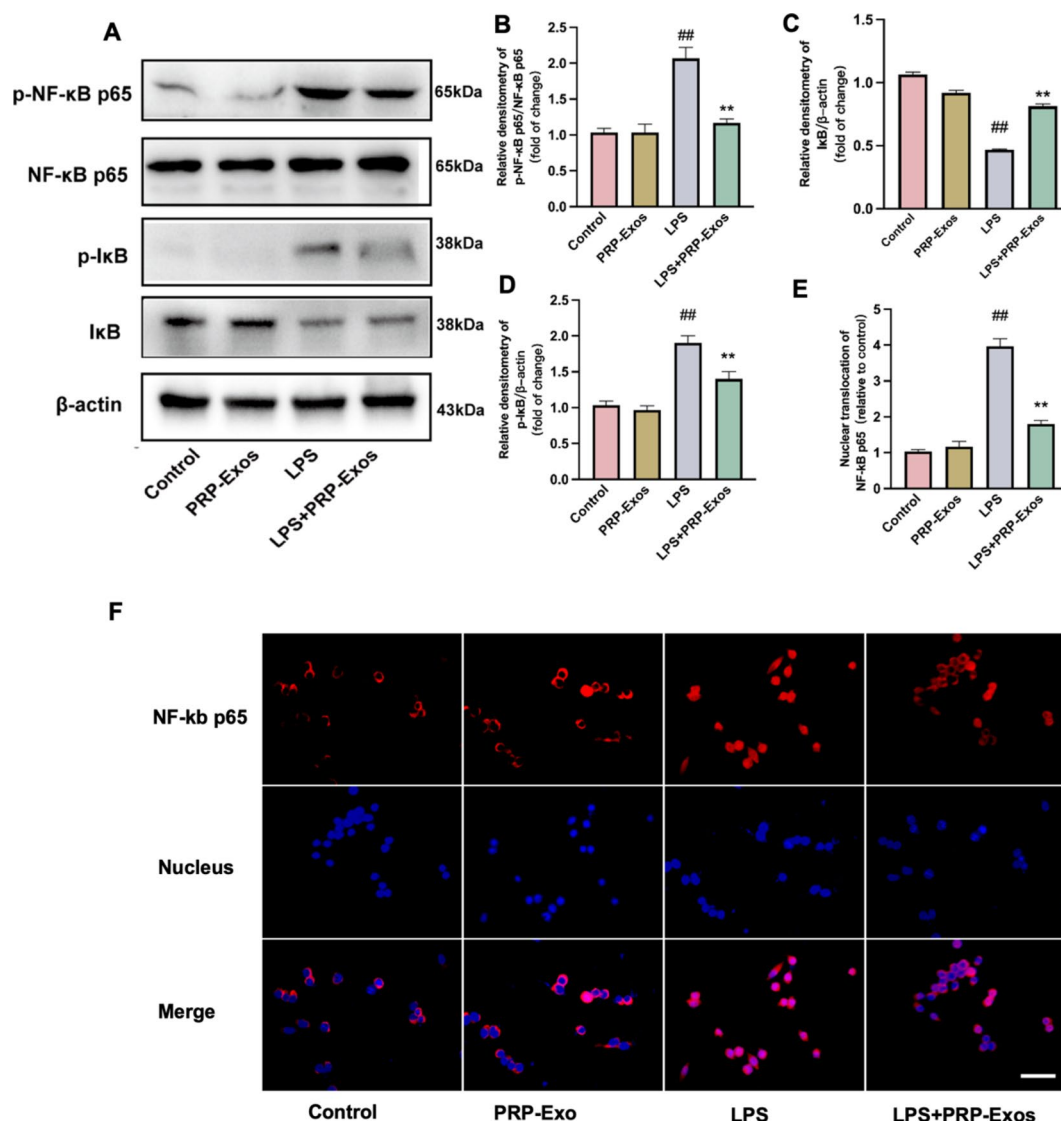 A
p-NF-κB p65
65kDa
NF-κB p65
65kDa
p-IκB
38kDa
IκB
38kDa
β-actin
43kDa
Control
PRP-Exos
LPS
LPS+PRP-Exos
B
Relative densitometry of
p-NF-κB p65/NF-κB p65
(fold of change)
2.5
2.0
1.5
1.0
0.5
0.0
##
**
Control
PRP-Exos
LPS
LPS+PRP-Exos
C
Relative densitometry of
IκB/β-actin
(fold of change)
1.5
1.0
0.5
0.0
##
**
Control
PRP-Exos
LPS
LPS+PRP-Exos
D
Relative densitometry of
p-IκB/β-actin
(fold of change)
2.5
2.0
1.5
1.0
0.5
0.0
##
**
Control
PRP-Exos
LPS
LPS+PRP-Exos
E
Nuclear translocation of
NF-kB p65 (relative to control)
5
4
3
2
1
0
##
**
Control
PRP-Exos
LPS
LPS+PRP-Exos
F
NF-kb p65
Nucleus
Merge
Control
PRP-Exo
LPS
LPS+PRP-Exos